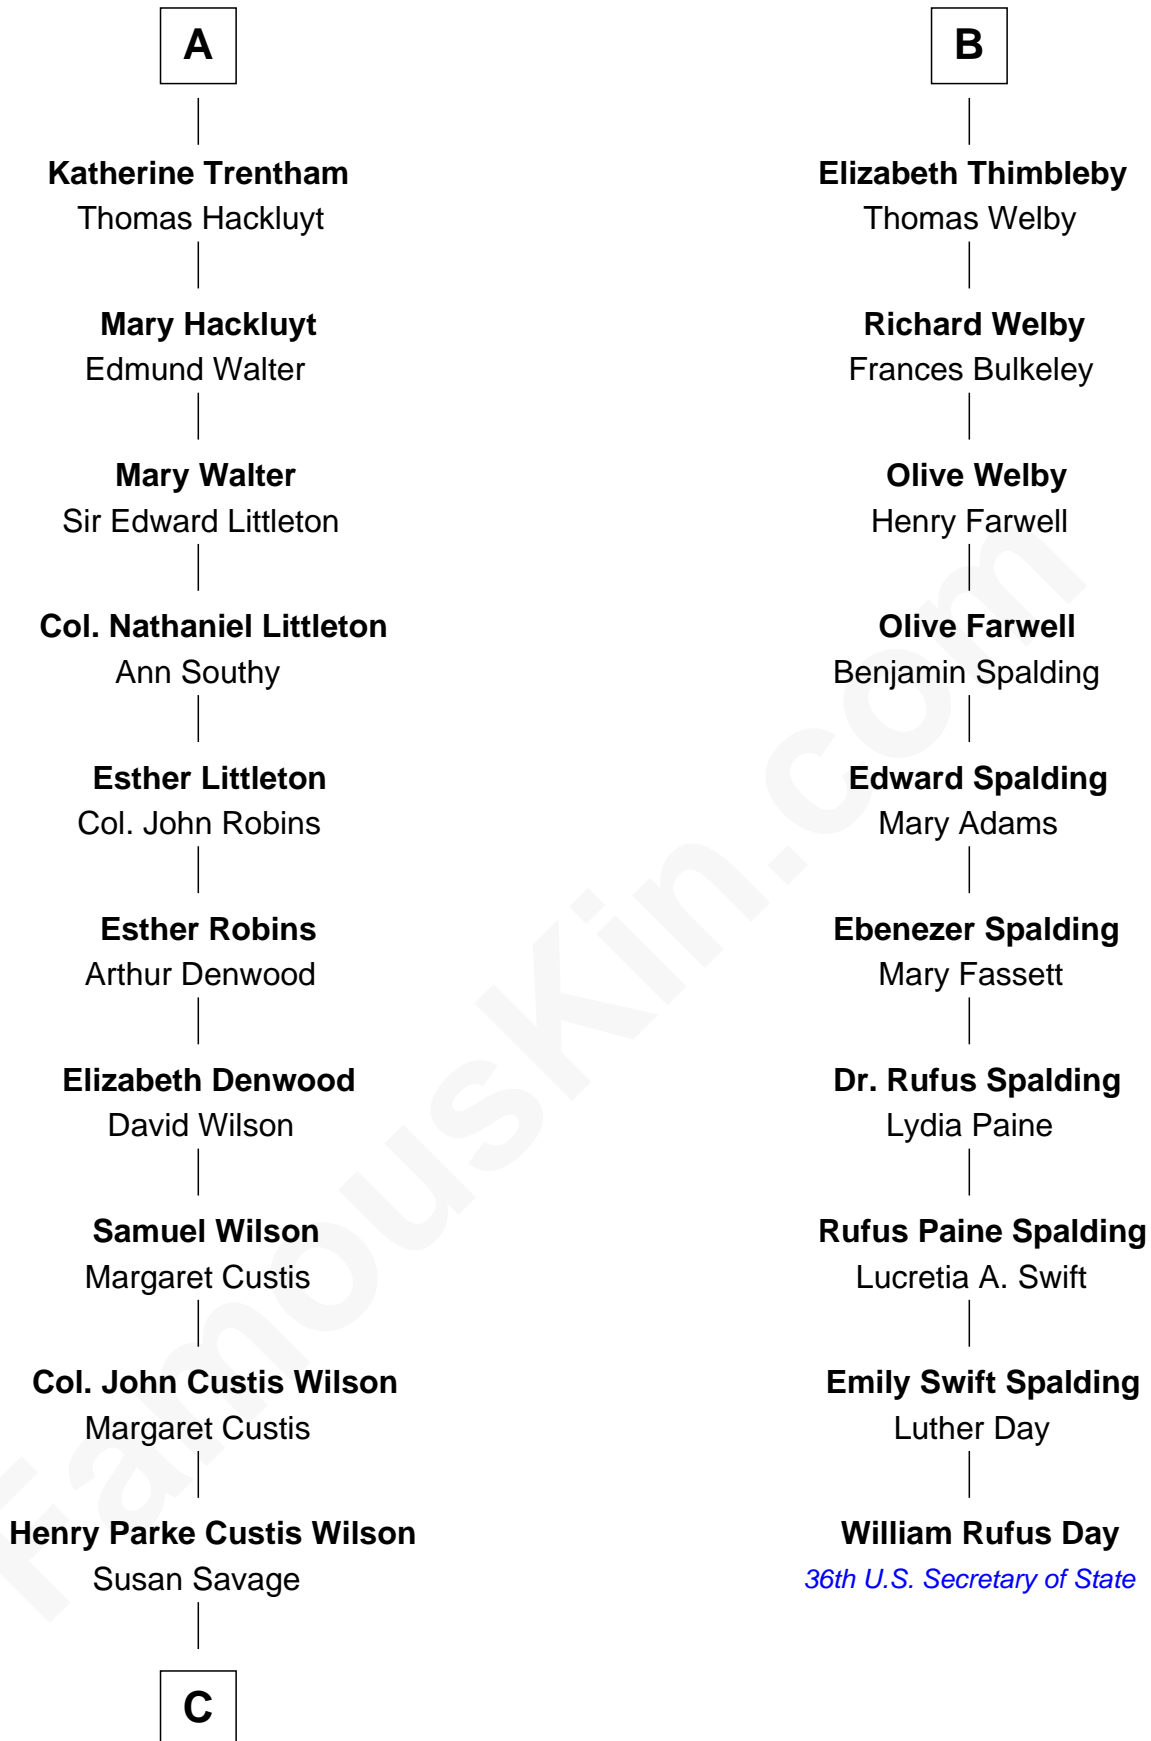 A
Katherine Trentham
Thomas Hackluyt
Mary Hackluyt
Edmund Walter
Mary Walter
Sir Edward Littleton
Col. Nathaniel Littleton
Ann Southy
Esther Littleton
Col. John Robins
Esther Robins
Arthur Denwood
Elizabeth Denwood
David Wilson
Samuel Wilson
Margaret Custis
Col. John Custis Wilson
Margaret Custis
Henry Parke Custis Wilson
Susan Savage
C
B
Elizabeth Thimbleby
Thomas Welby
Richard Welby
Frances Bulkeley
Olive Welby
Henry Farwell
Olive Farwell
Benjamin Spalding
Edward Spalding
Mary Adams
Ebenezer Spalding
Mary Fassett
Dr. Rufus Spalding
Lydia Paine
Rufus Paine Spalding
Lucretia A. Swift
Emily Swift Spalding
Luther Day
William Rufus Day
36th U.S. Secretary of State
FamousKin.com